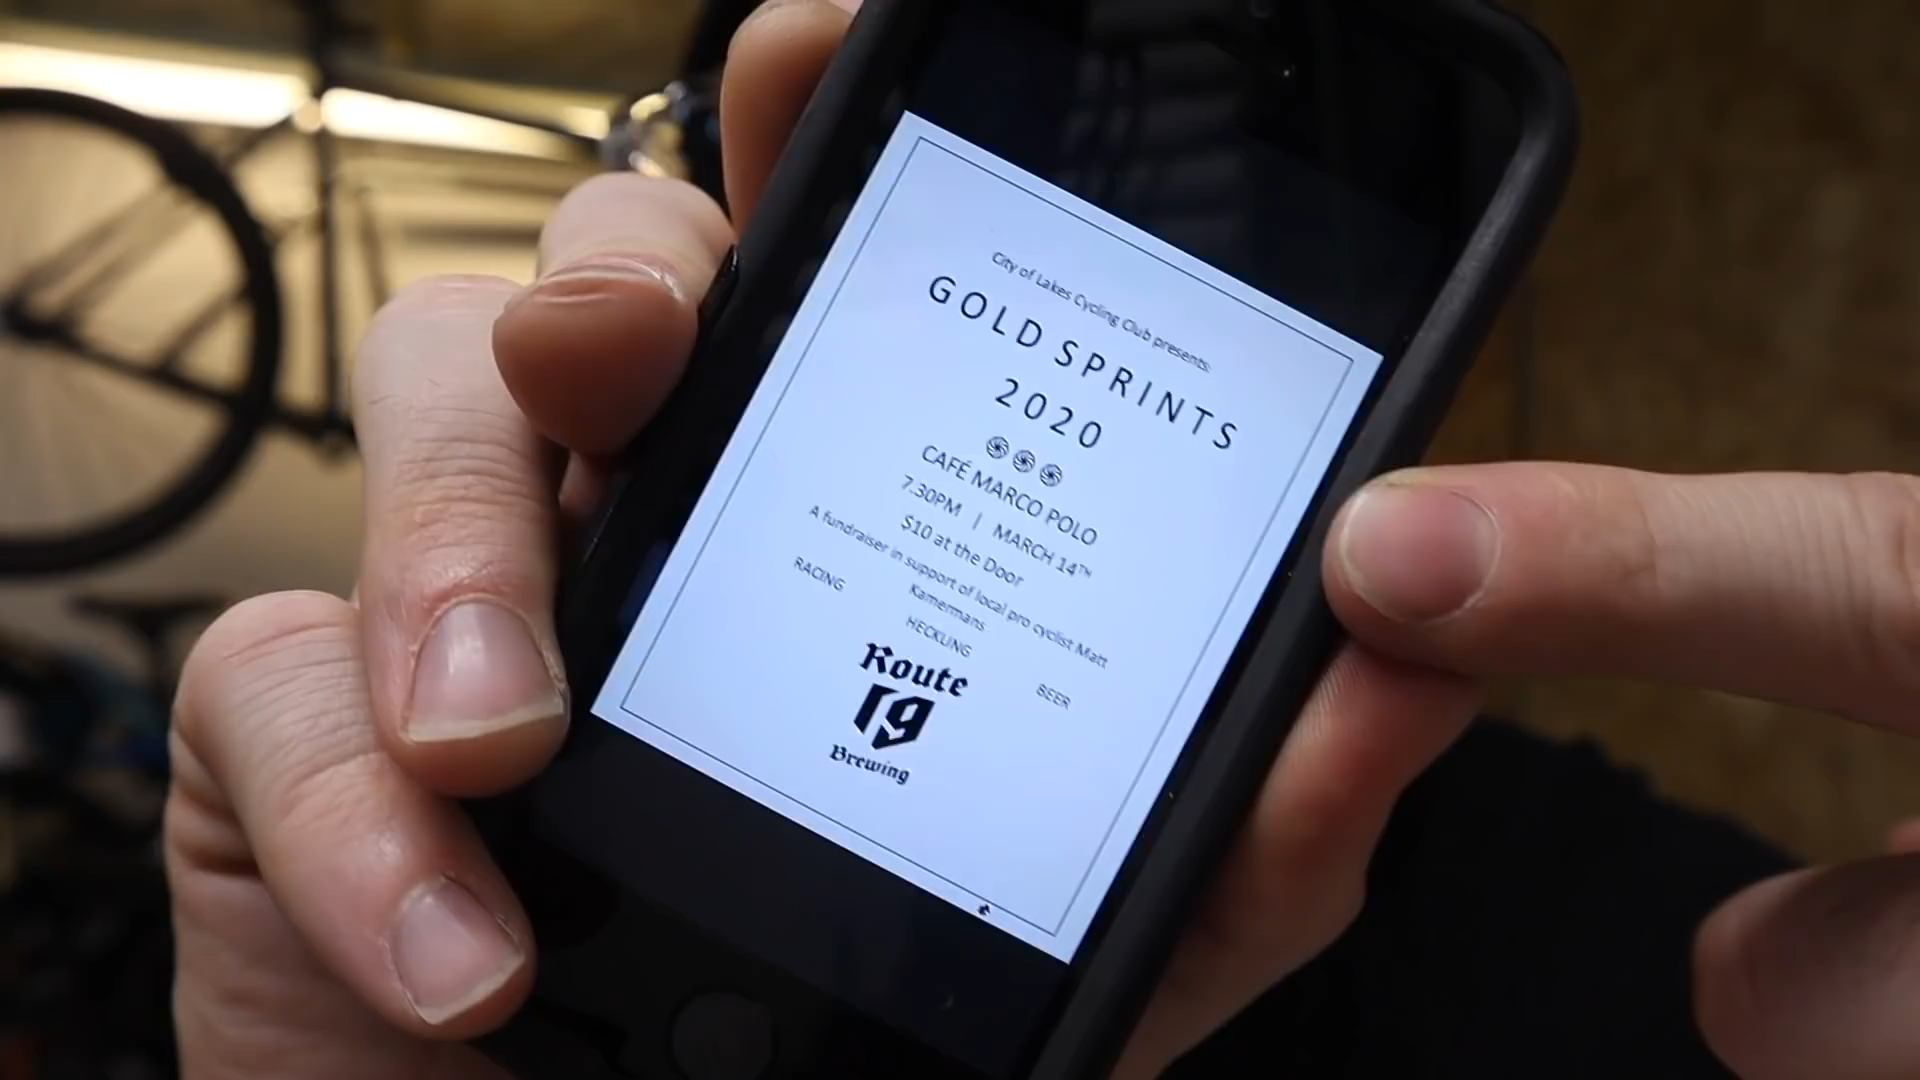 City of Lakes Cycling Club presents:
GOLD SPRINTS
2020
CAFÉ MARCO POLO
7.30PM | MARCH 14TH
$10 at the Door
A fundraiser in support of local pro cyclist Matt
Kamermans
RACING HECKLING BEER
Route
19
Brewing